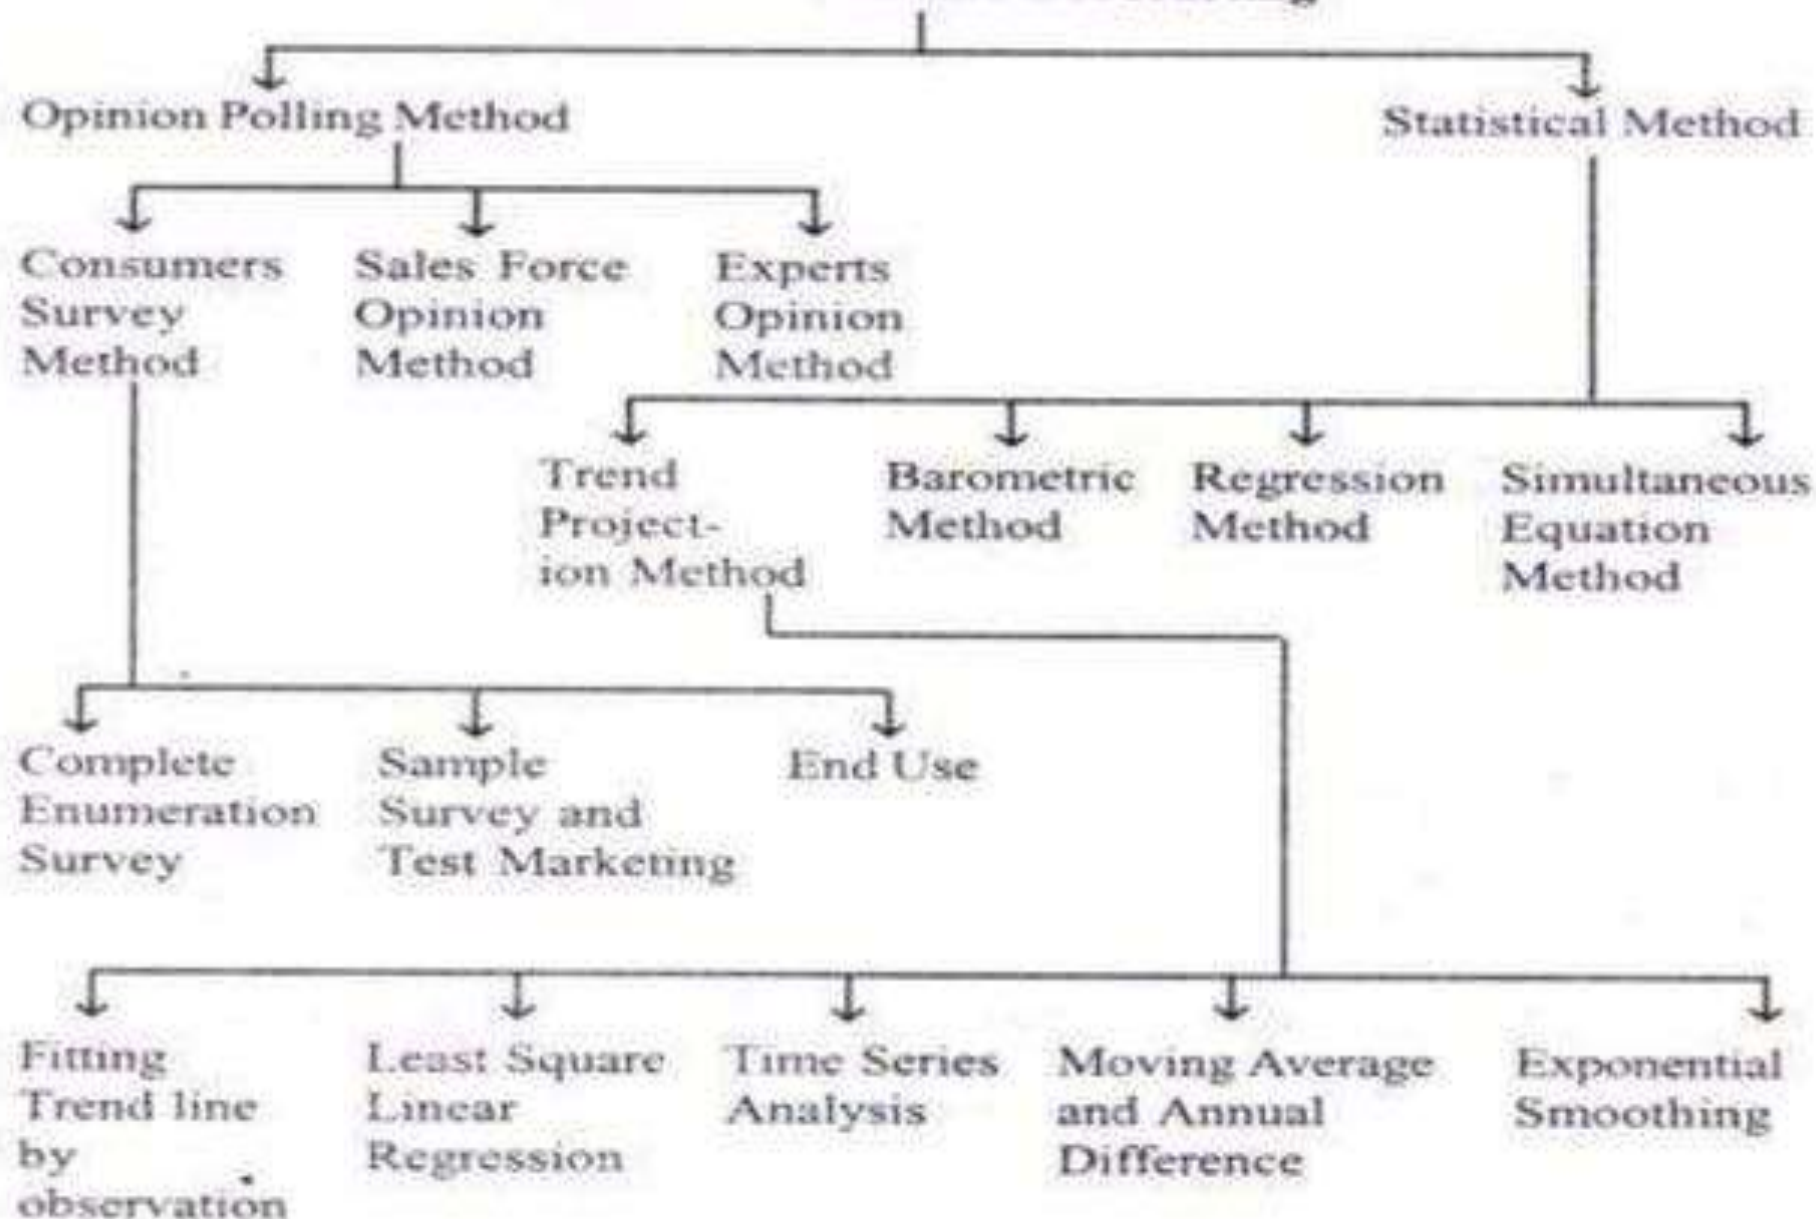 Opinion Polling Method
Statistical Method
Consumers
Survey
Method
Sales Force
Opinion
Method
Experts
Opinion
Method
Trend
Project-
ion Method
Barometric
Method
Regression
Method
Simultaneous
Equation
Method
Complete
Enumeration
Survey
Sample
Survey and
Test Marketing
End Use
Fitting
Trend line
by
observation
Least Square
Linear
Regression
Time Series
Analysis
Moving Average
and Annual
Difference
Exponential
Smoothing